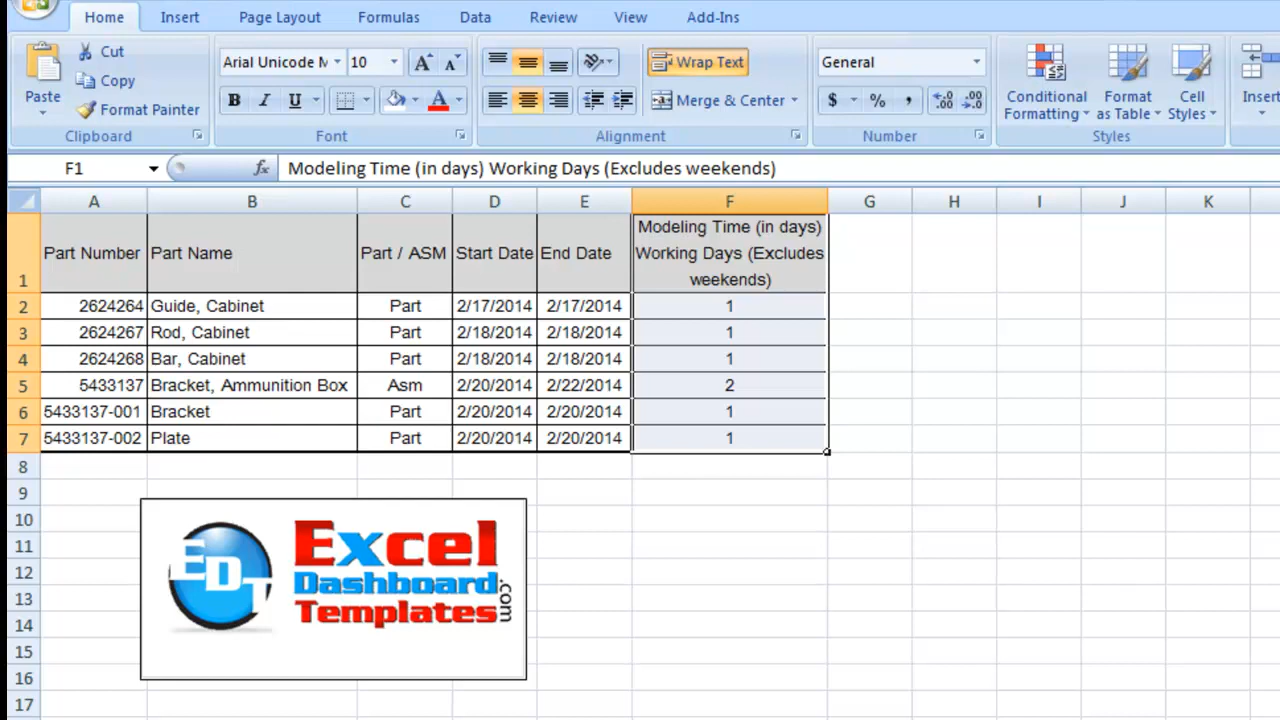 Home Insert Page Layout Formulas Data Review View Add-Ins
Paste
Cut
Copy
Format Painter
Clipboard
Arial Unicode M 10 A A
B I U A
Font
Wrap Text
Merge & Center
Alignment
General
$ % , .00 .00
Number
Conditional Formatting
Format as Table
Cell Styles
Styles
Insert
F1 fx Modeling Time (in days) Working Days (Excludes weekends)
A B C D E F G H I J K
1 Part Number Part Name Part / ASM Start Date End Date Modeling Time (in days)
Working Days (Excludes
weekends)
2 2624264 Guide, Cabinet Part 2/17/2014 2/17/2014 1
3 2624267 Rod, Cabinet Part 2/18/2014 2/18/2014 1
4 2624268 Bar, Cabinet Part 2/18/2014 2/18/2014 1
5 5433137 Bracket, Ammunition Box Asm 2/20/2014 2/22/2014 2
6 5433137-001 Bracket Part 2/20/2014 2/20/2014 1
7 5433137-002 Plate Part 2/20/2014 2/20/2014 1
8
9
10
11
12
13
14
15
16
17
EDT
Excel
Dashboard
Templates
.com